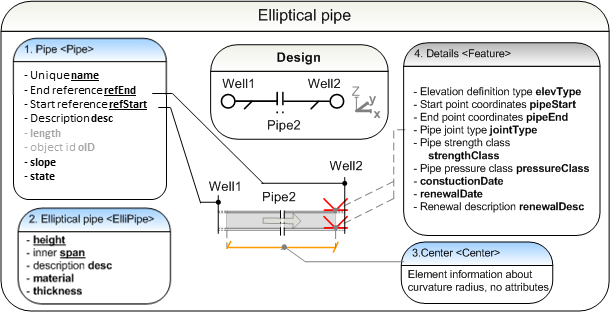 Elliptical pipe
1. Pipe <Pipe>
- Unique name
- End reference refEnd
- Start reference refStart
- Description desc
- length
- object id oID
- slope
- state
2. Elliptical pipe <ElliPipe>
- height
- inner span
- description desc
- material
- thickness
Design
Well1
Well2
Pipe2
Z
y
x
Well1
Pipe2
Well2
4. Details <Feature>
- Elevation definition type elevType
- Start point coordinates pipeStart
- End point coordinates pipeEnd
- Pipe joint type jointType
- Pipe strength class
strengthClass
- Pipe pressure class pressureClass
- constuctionDate
- renewalDate
- Renewal description renewalDesc
3.Center <Center>
Element information about
curvature radius, no attributes